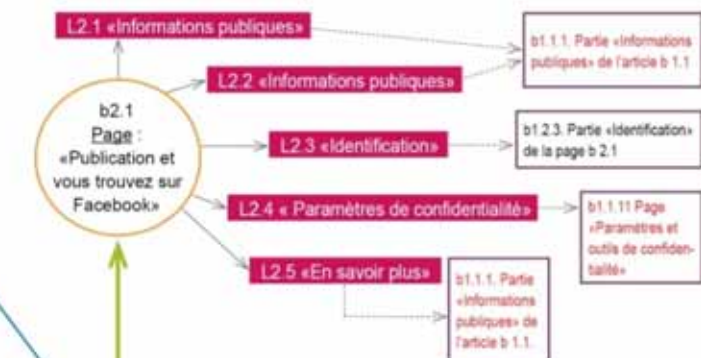 L2.1 «Informations publiques»
b1.1.1. Partie «Informations
publiques» de l'article b 1.1
L2.2 «Informations publiques»
b2.1
Page :
«Publication et
vous trouvez sur
Facebook»
L2.3 «Identification»
b1.2.3. Partie «Identification»
de la page b 2.1
L2.4 « Paramètres de confidentialité»
b1.1.11 Page
«Paramètres et
outils de confiden-
tialité»
L2.5 «En savoir plus»
b1.1.1. Partie
«Informations
publiques» de
l'article b 1.1.